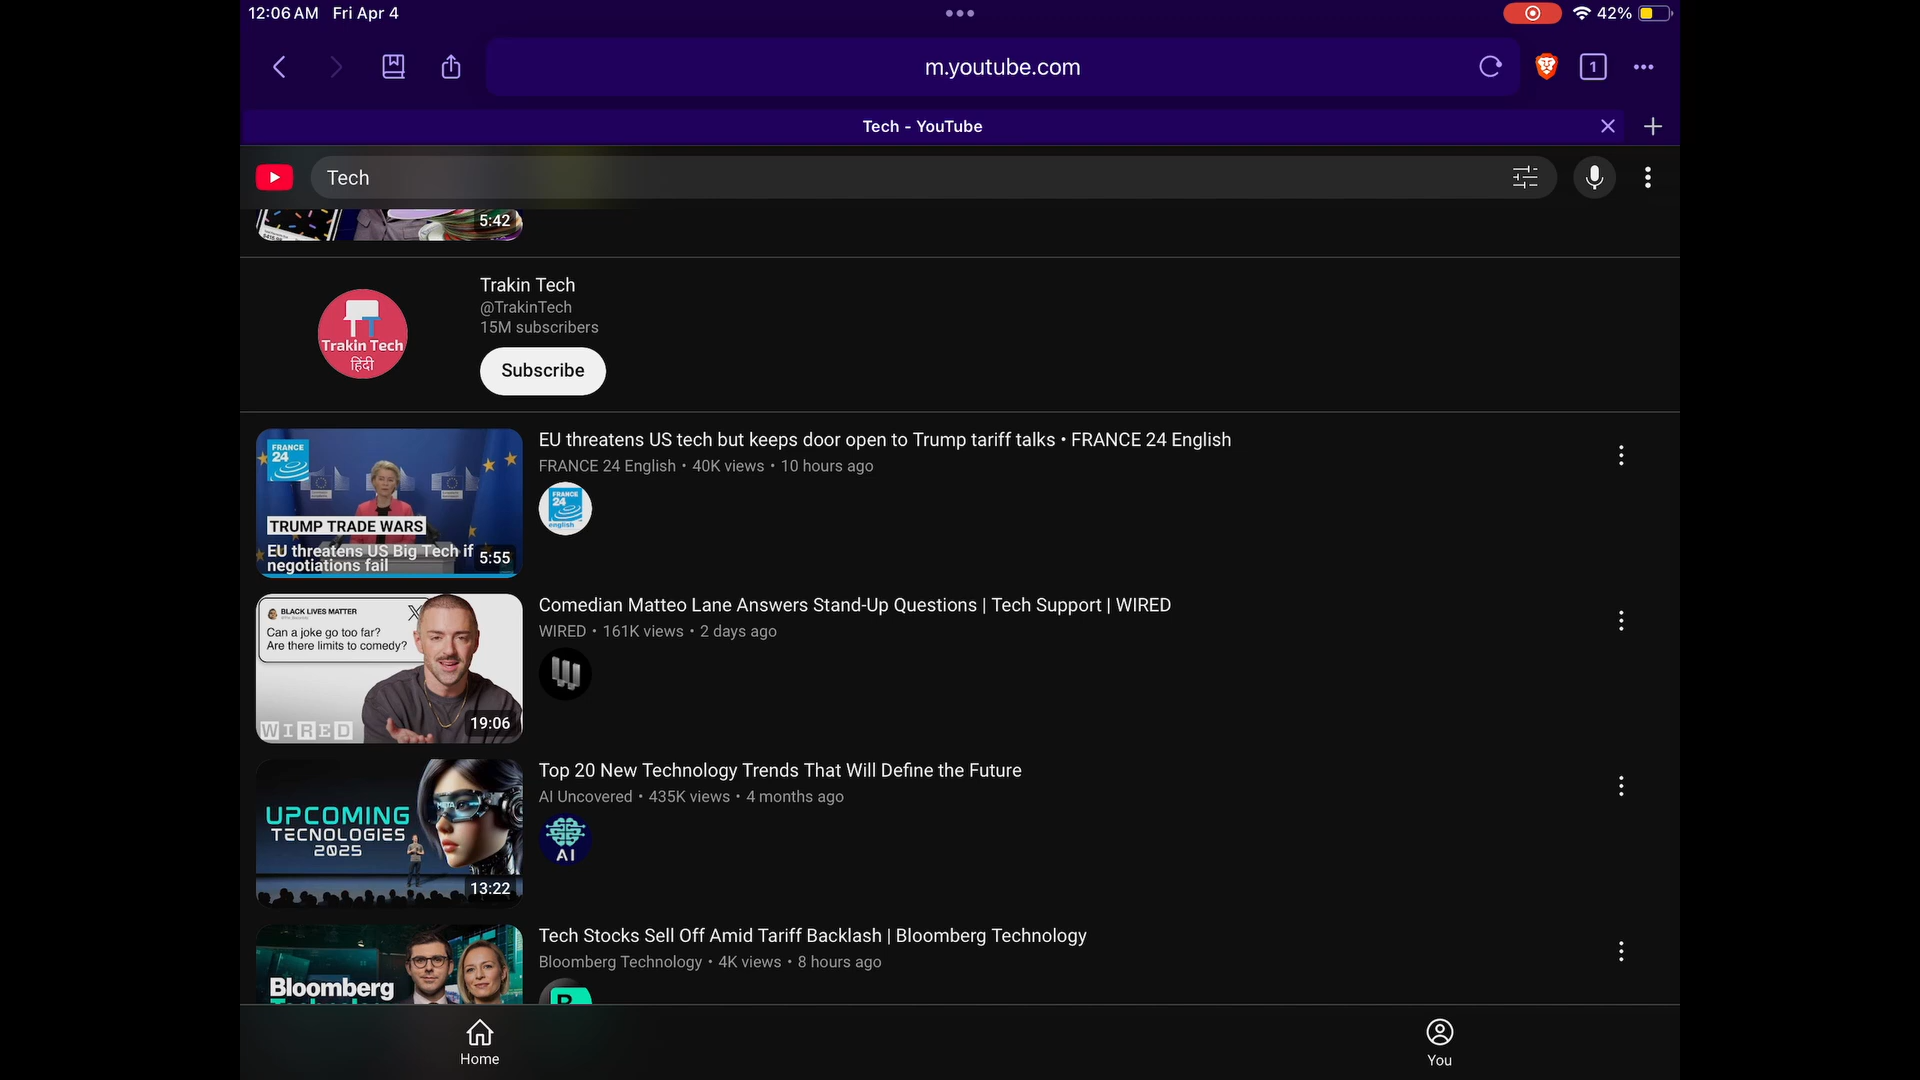 12:06 AM Fri Apr 4
42%
m.youtube.com
1
Tech - YouTube
Tech
5:42
Trakin Tech
@TrakinTech
15M subscribers
Subscribe
Trakin Tech
हिंदी
EU threatens US tech but keeps door open to Trump tariff talks • FRANCE 24 English
FRANCE 24 English • 40K views • 10 hours ago
FRANCE
24
english
FRANCE
24
TRUMP TRADE WARS
EU threatens US Big Tech if
negotiations fail
5:55
Comedian Matteo Lane Answers Stand-Up Questions | Tech Support | WIRED
WIRED • 161K views • 2 days ago
BLACK LIVES MATTER
Can a joke go too far?
Are there limits to comedy?
WIRED
19:06
Top 20 New Technology Trends That Will Define the Future
AI Uncovered • 435K views • 4 months ago
AI
UPCOMING
TECNOLOGIES
2025
13:22
Tech Stocks Sell Off Amid Tariff Backlash | Bloomberg Technology
Bloomberg Technology • 4K views • 8 hours ago
Bloomberg
Home
You